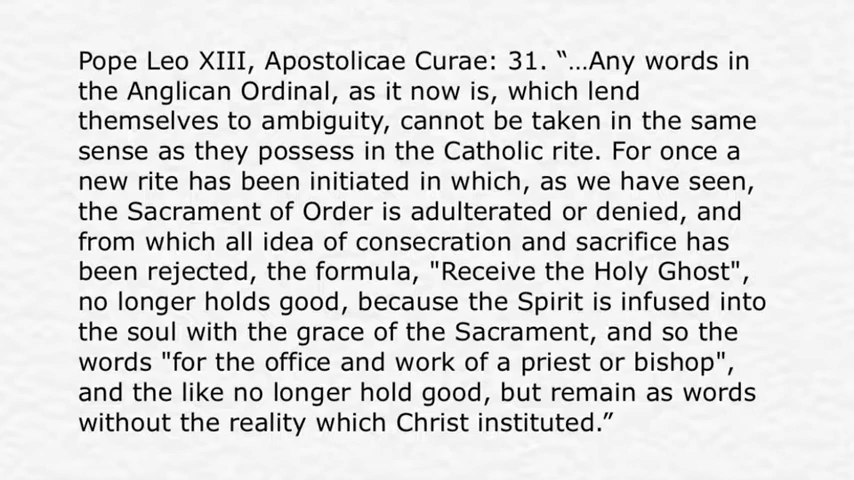 Pope Leo XIII, Apostolicae Curae: 31. “…Any words in
the Anglican Ordinal, as it now is, which lend
themselves to ambiguity, cannot be taken in the same
sense as they possess in the Catholic rite. For once a
new rite has been initiated in which, as we have seen,
the Sacrament of Order is adulterated or denied, and
from which all idea of consecration and sacrifice has
been rejected, the formula, "Receive the Holy Ghost",
no longer holds good, because the Spirit is infused into
the soul with the grace of the Sacrament, and so the
words "for the office and work of a priest or bishop",
and the like no longer hold good, but remain as words
without the reality which Christ instituted.”